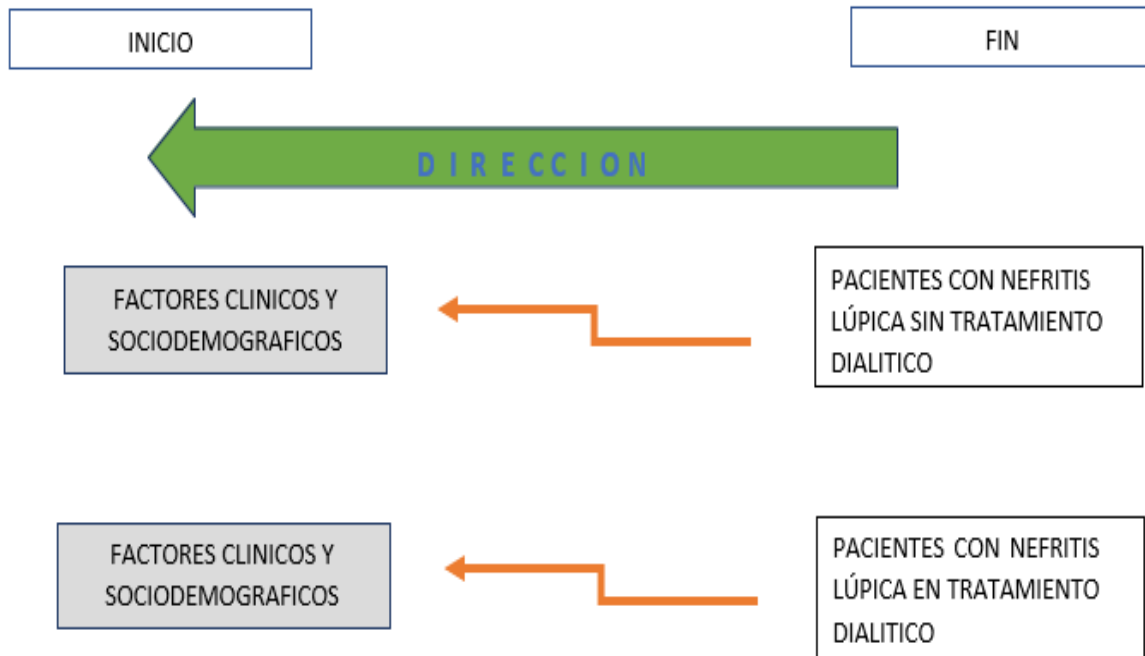 INICIO
FIN
DIRECCION
FACTORES CLINICOS Y
SOCIODEMOGRAFICOS
PACIENTES CON NEFRITIS
LÚPICA SIN TRATAMIENTO
DIALITICO
FACTORES CLINICOS Y
SOCIODEMOGRAFICOS
PACIENTES CON NEFRITIS
LÚPICA EN TRATAMIENTO
DIALITICO